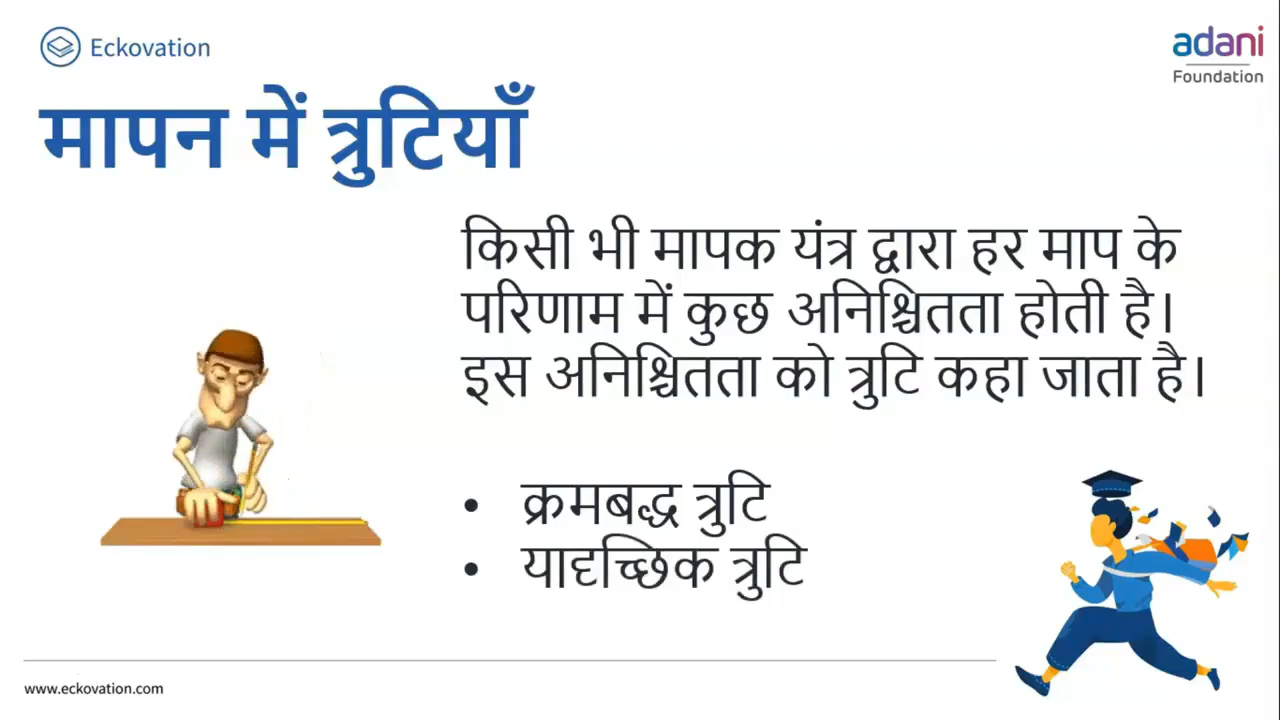 Eckovation
adani
Foundation
मापन में त्रुटियाँ
किसी भी मापक यंत्र द्वारा हर माप के
परिणाम में कुछ अनिश्चितता होती है।
इस अनिश्चितता को त्रुटि कहा जाता है।
• क्रमबद्ध त्रुटि
• यादृच्छिक त्रुटि
www.eckovation.com